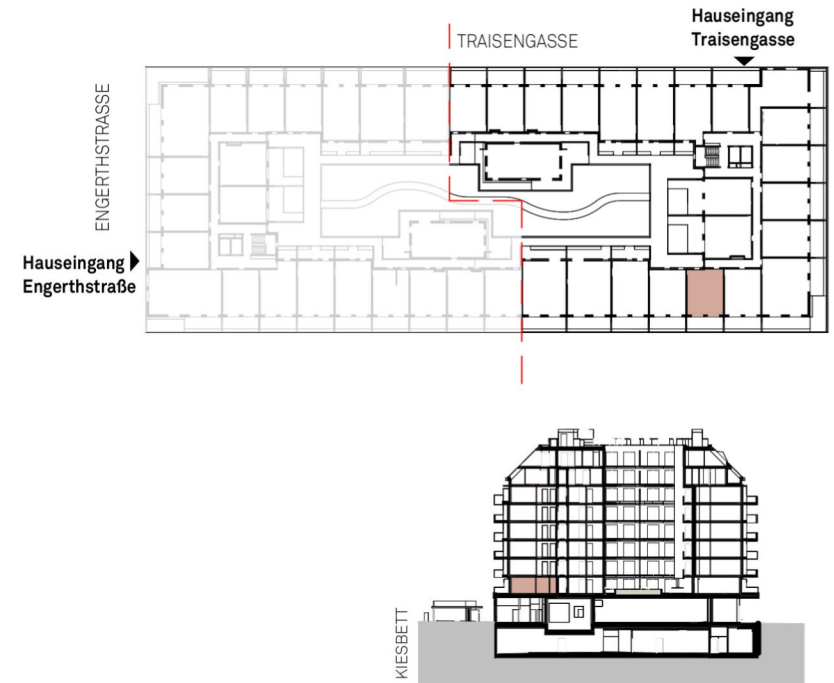 Hauseingang
Traisengasse
TRAISENGASSE
ENGERTHSTRASSE
Hauseingang
Engerthstraße
KIESBETT